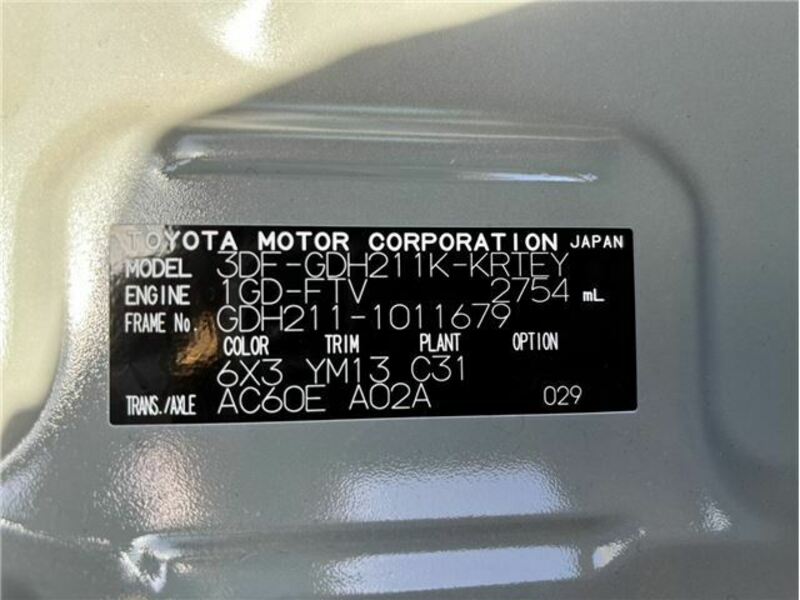 TOYOTA MOTOR CORPORATION JAPAN
MODEL 3DF-GDH211K-KRTEY
ENGINE 1GD-FTV 2754 mL
FRAME No. GDH211-1011679
COLOR TRIM PLANT OPTION
6X3 YM13 C31
TRANS./AXLE AC60E A02A 029